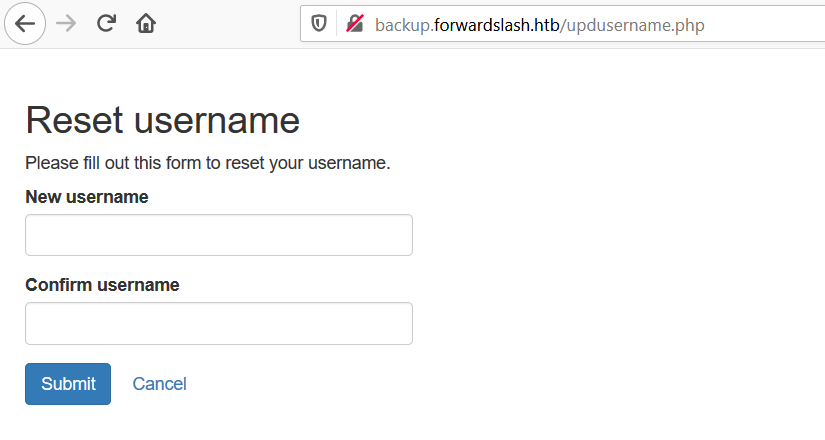 backup.forwardslash.htb/updusername.php
Reset username
Please fill out this form to reset your username.
New username
Confirm username
Submit Cancel